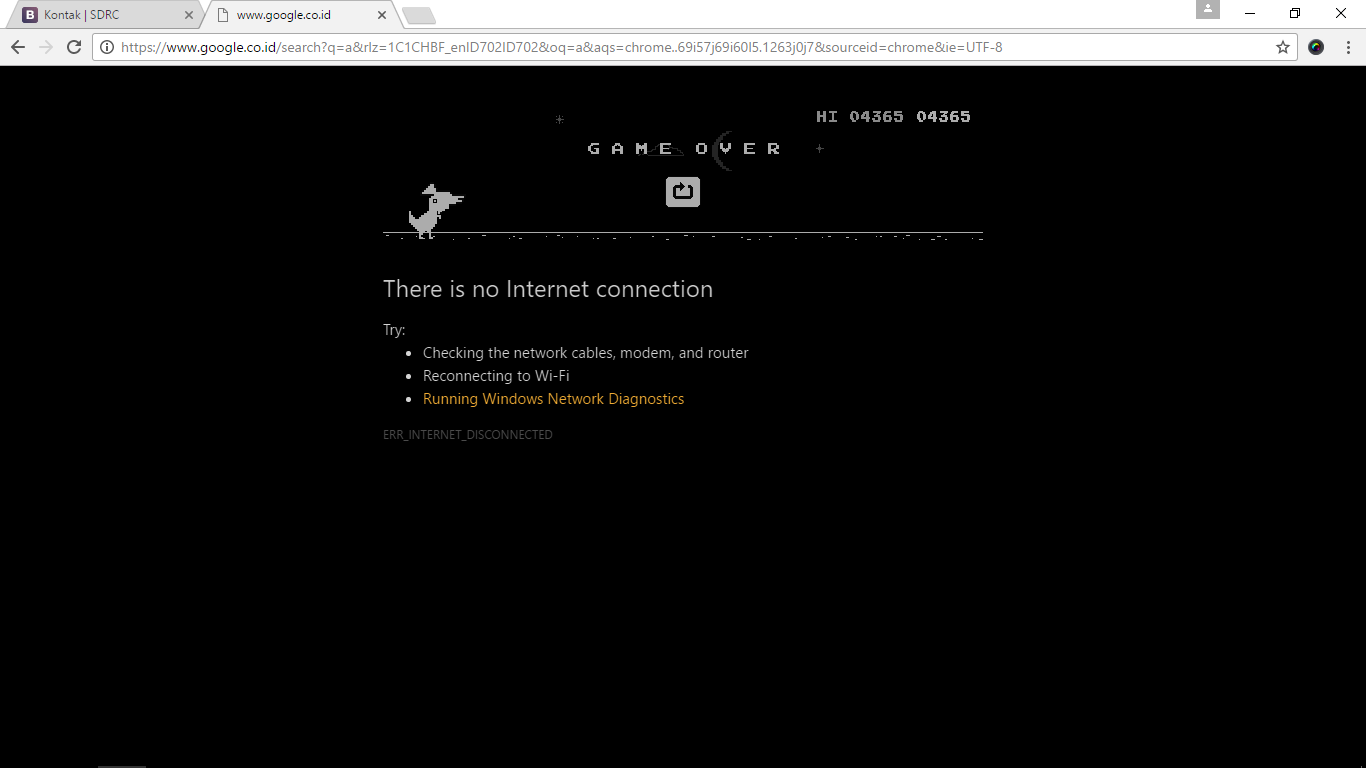 Kontak | SDRC
www.google.co.id
https://www.google.co.id/search?q=a&rlz=1C1CHBF_enID702ID702&oq=a&aqs=chrome..69i57j69i60l5.1263j0j7&sourceid=chrome&ie=UTF-8
HI 04365 04365
GAME OVER
There is no Internet connection
Try:
• Checking the network cables, modem, and router
• Reconnecting to Wi-Fi
• Running Windows Network Diagnostics
ERR_INTERNET_DISCONNECTED